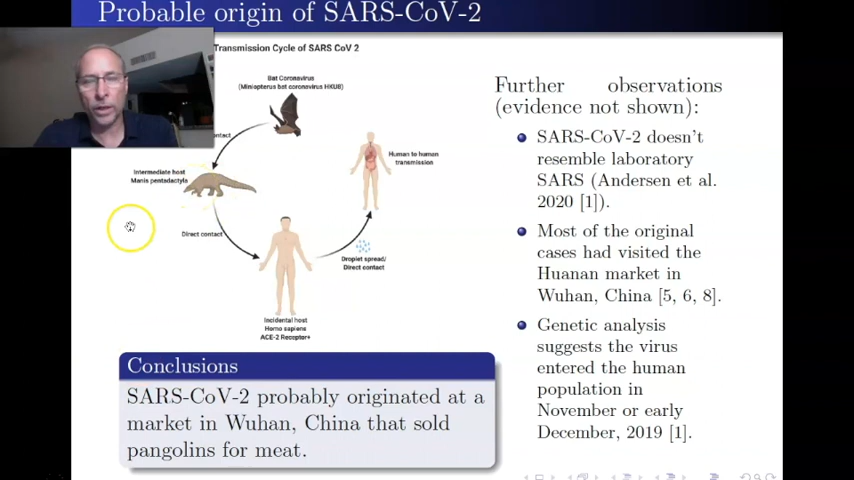 Probable origin of SARS-CoV-2
Transmission Cycle of SARS CoV 2
Bat Coronavirus
(Miniopterus bat coronavirus HKU8)
Intermediate host
Manis pentadactyla
Human to human
transmission
Direct contact
Droplet spread/
Direct contact
Incidental host
Homo sapiens
ACE-2 Receptor+
Further observations
(evidence not shown):
SARS-CoV-2 doesn't
resemble laboratory
SARS (Andersen et al.
2020 [1]).
Most of the original
cases had visited the
Huanan market in
Wuhan, China [5, 6, 8].
Genetic analysis
suggests the virus
entered the human
population in
November or early
December, 2019 [1].
Conclusions
SARS-CoV-2 probably originated at a
market in Wuhan, China that sold
pangolins for meat.